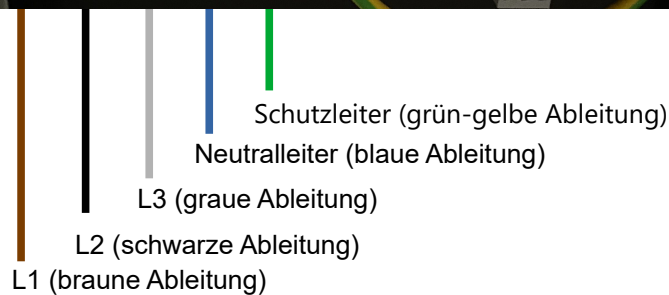 Schutzleiter (grün-gelbe Ableitung)
Neutralleiter (blaue Ableitung)
L3 (graue Ableitung)
L2 (schwarze Ableitung)
L1 (braune Ableitung)